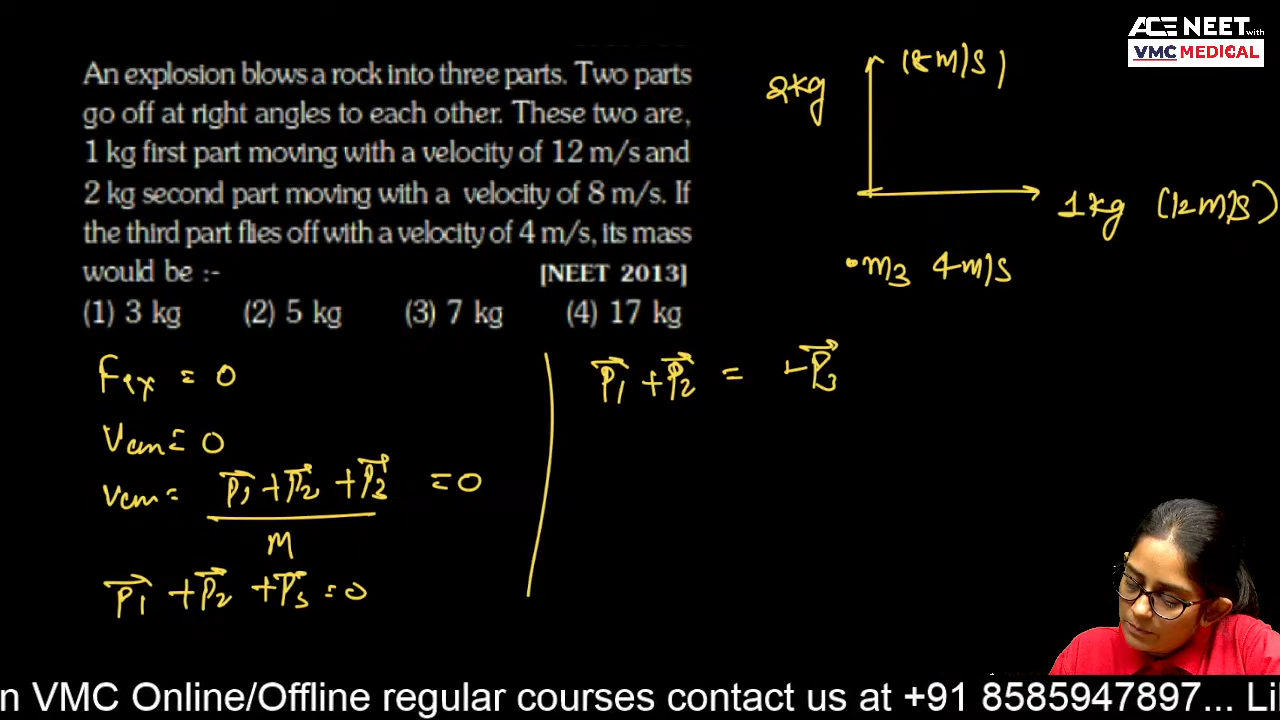 ACE NEET with
VMC MEDICAL
An explosion blows a rock into three parts. Two parts
go off at right angles to each other. These two are,
1 kg first part moving with a velocity of 12 m/s and
2 kg second part moving with a velocity of 8 m/s. If
the third part flies off with a velocity of 4 m/s, its mass
would be :- [NEET 2013]
(1) 3 kg (2) 5 kg (3) 7 kg (4) 17 kg
2kg (8 m/s)
1kg (12 m/s)
m3 4m/s
Fex = 0
Vcm = 0
Vcm = P1 + P2 + P3 = 0
M
P1 + P2 + P3 = 0
P1 + P2 = -P3
n VMC Online/Offline regular courses contact us at +91 8585947897... Li